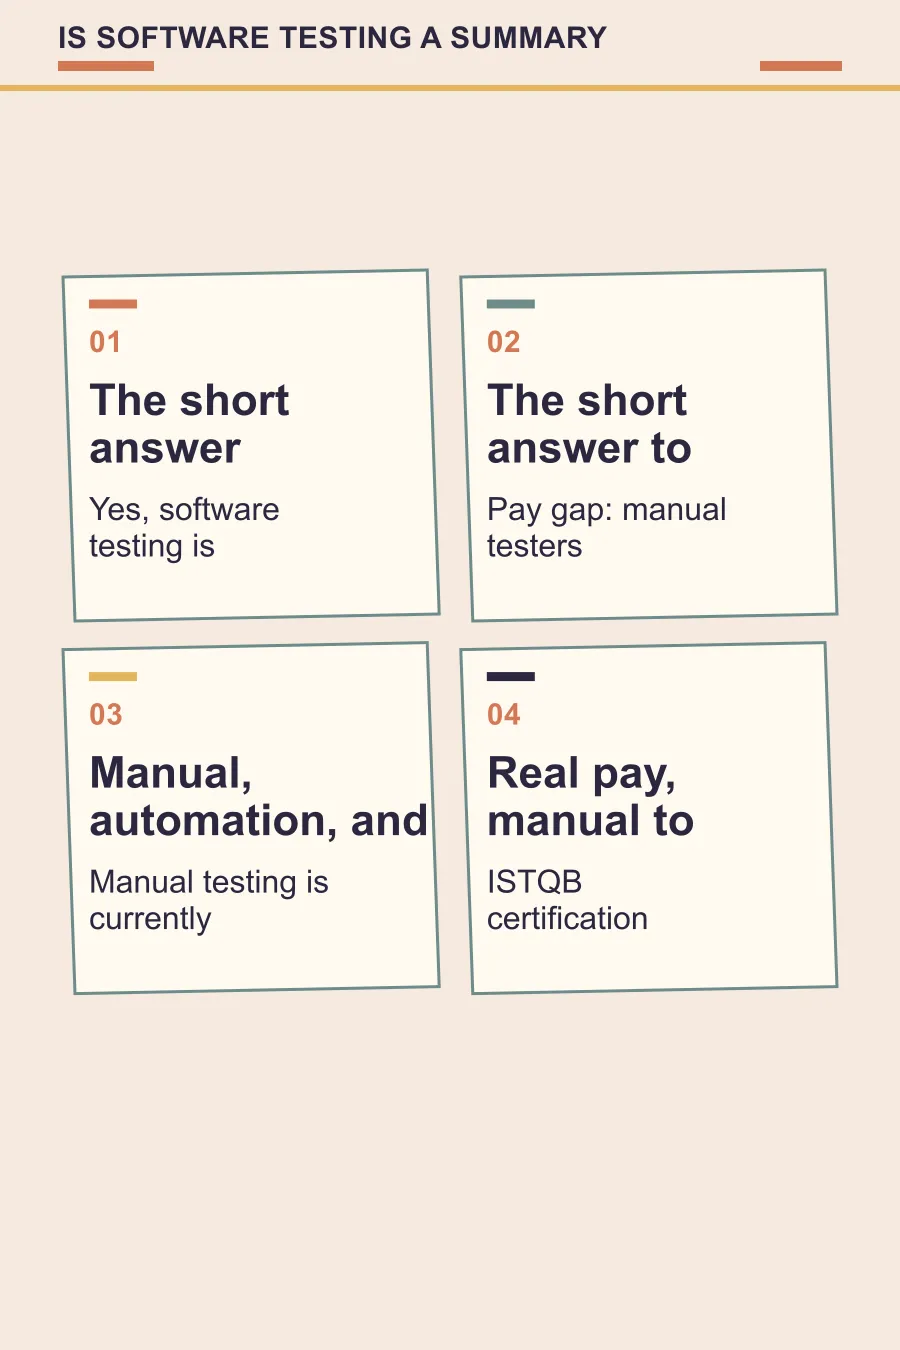 IS SOFTWARE TESTING A SUMMARY
01
The short
answer
Yes, software
testing is
02
The short
answer to
Pay gap: manual
testers
03
Manual,
automation, and
Manual testing is
currently
04
Real pay,
manual to
ISTQB
certification